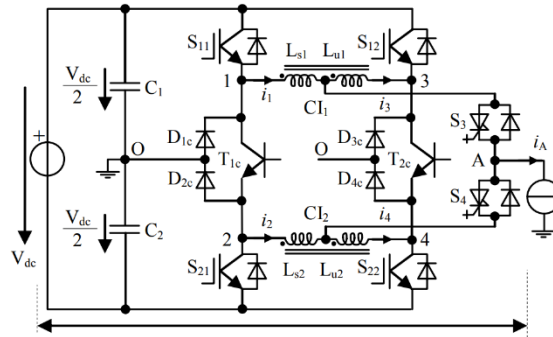 S11
S12
Ls1 Lu1
Vdc
2
C1
1
i1
CI1
i3
3
S3
D1c
T1c
D3c
T2c
iA
+
O
O
A
D2c
D4c
S4
Vdc
2
C2
i2
CI2
i4
2
4
Vdc
S21
Ls2 Lu2
S22